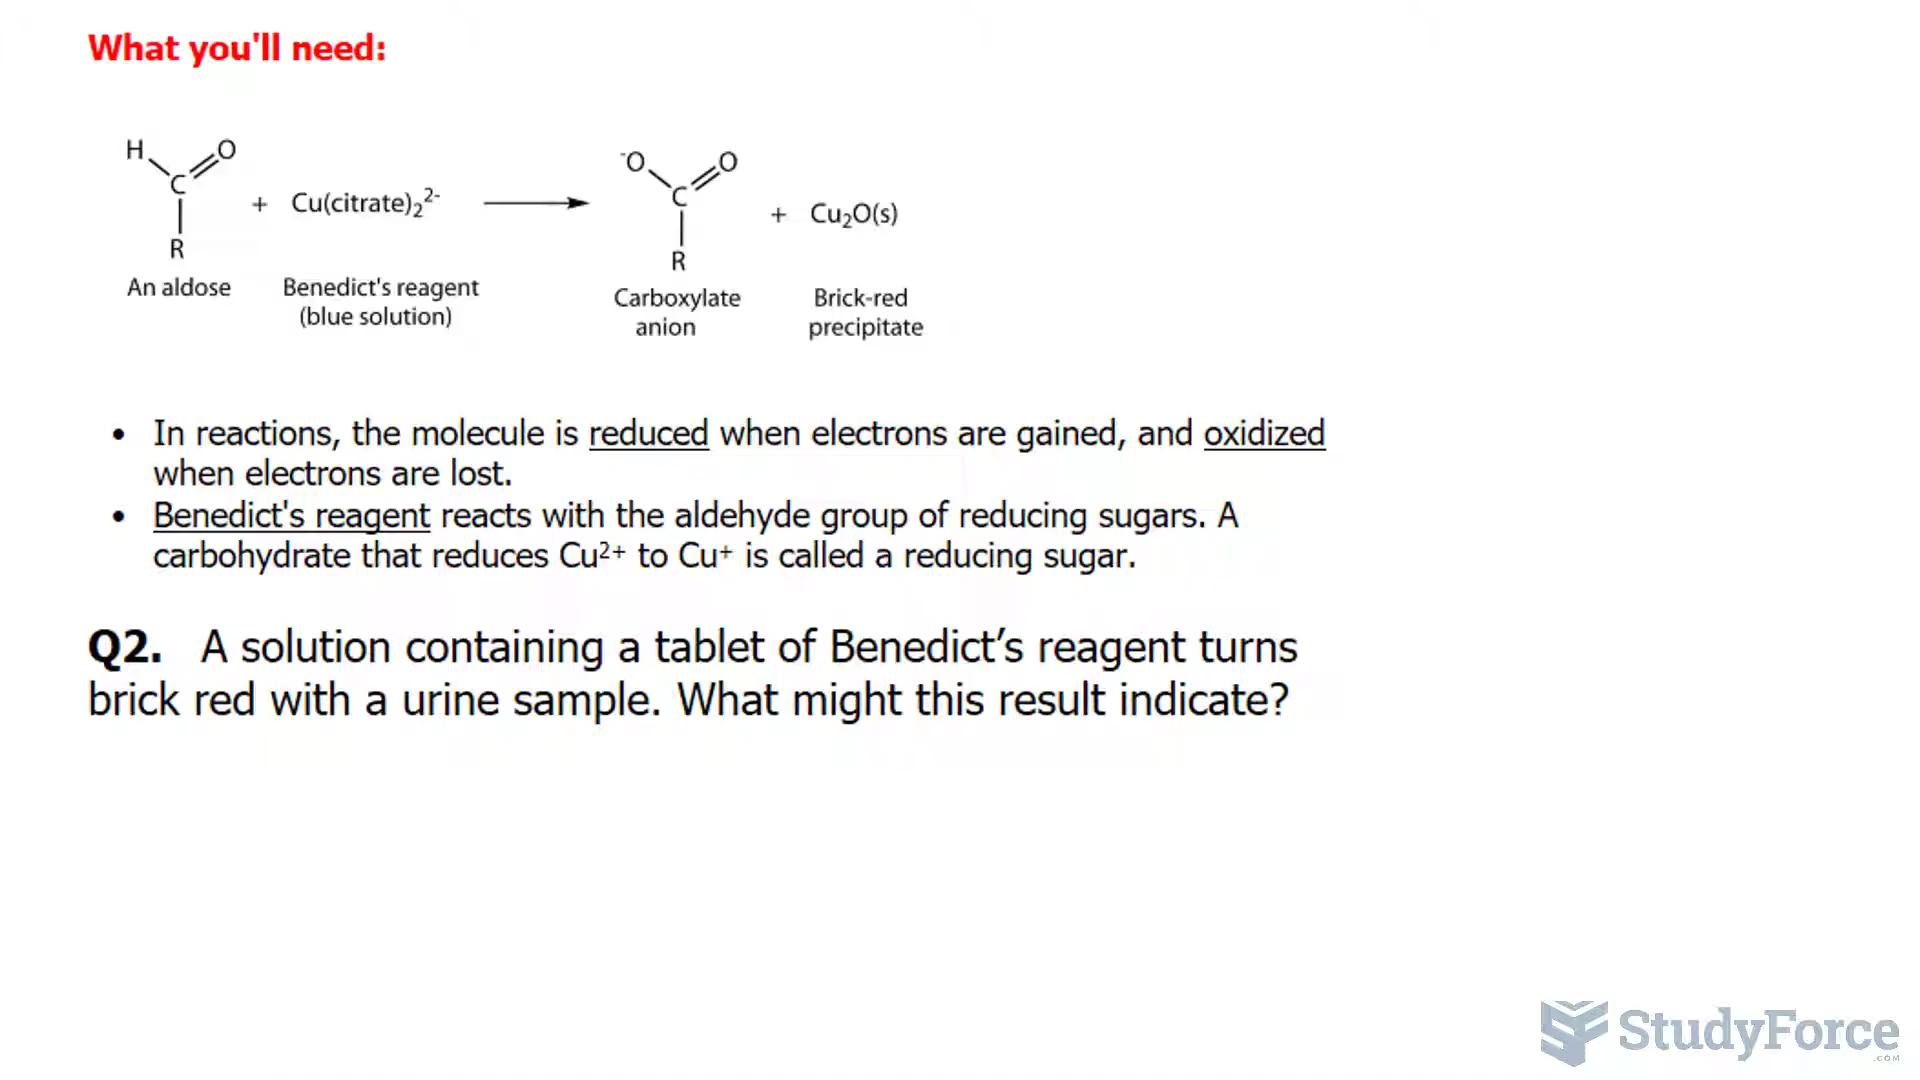 What you'll need:
H O ⁻O O
C + Cu(citrate)₂²⁻ C + Cu₂O(s)
R R
An aldose Benedict's reagent Carboxylate Brick-red
(blue solution) anion precipitate
• In reactions, the molecule is reduced when electrons are gained, and oxidized
when electrons are lost.
• Benedict's reagent reacts with the aldehyde group of reducing sugars. A
carbohydrate that reduces Cu²⁺ to Cu⁺ is called a reducing sugar.
Q2. A solution containing a tablet of Benedict’s reagent turns
brick red with a urine sample. What might this result indicate?
StudyForce
.COM